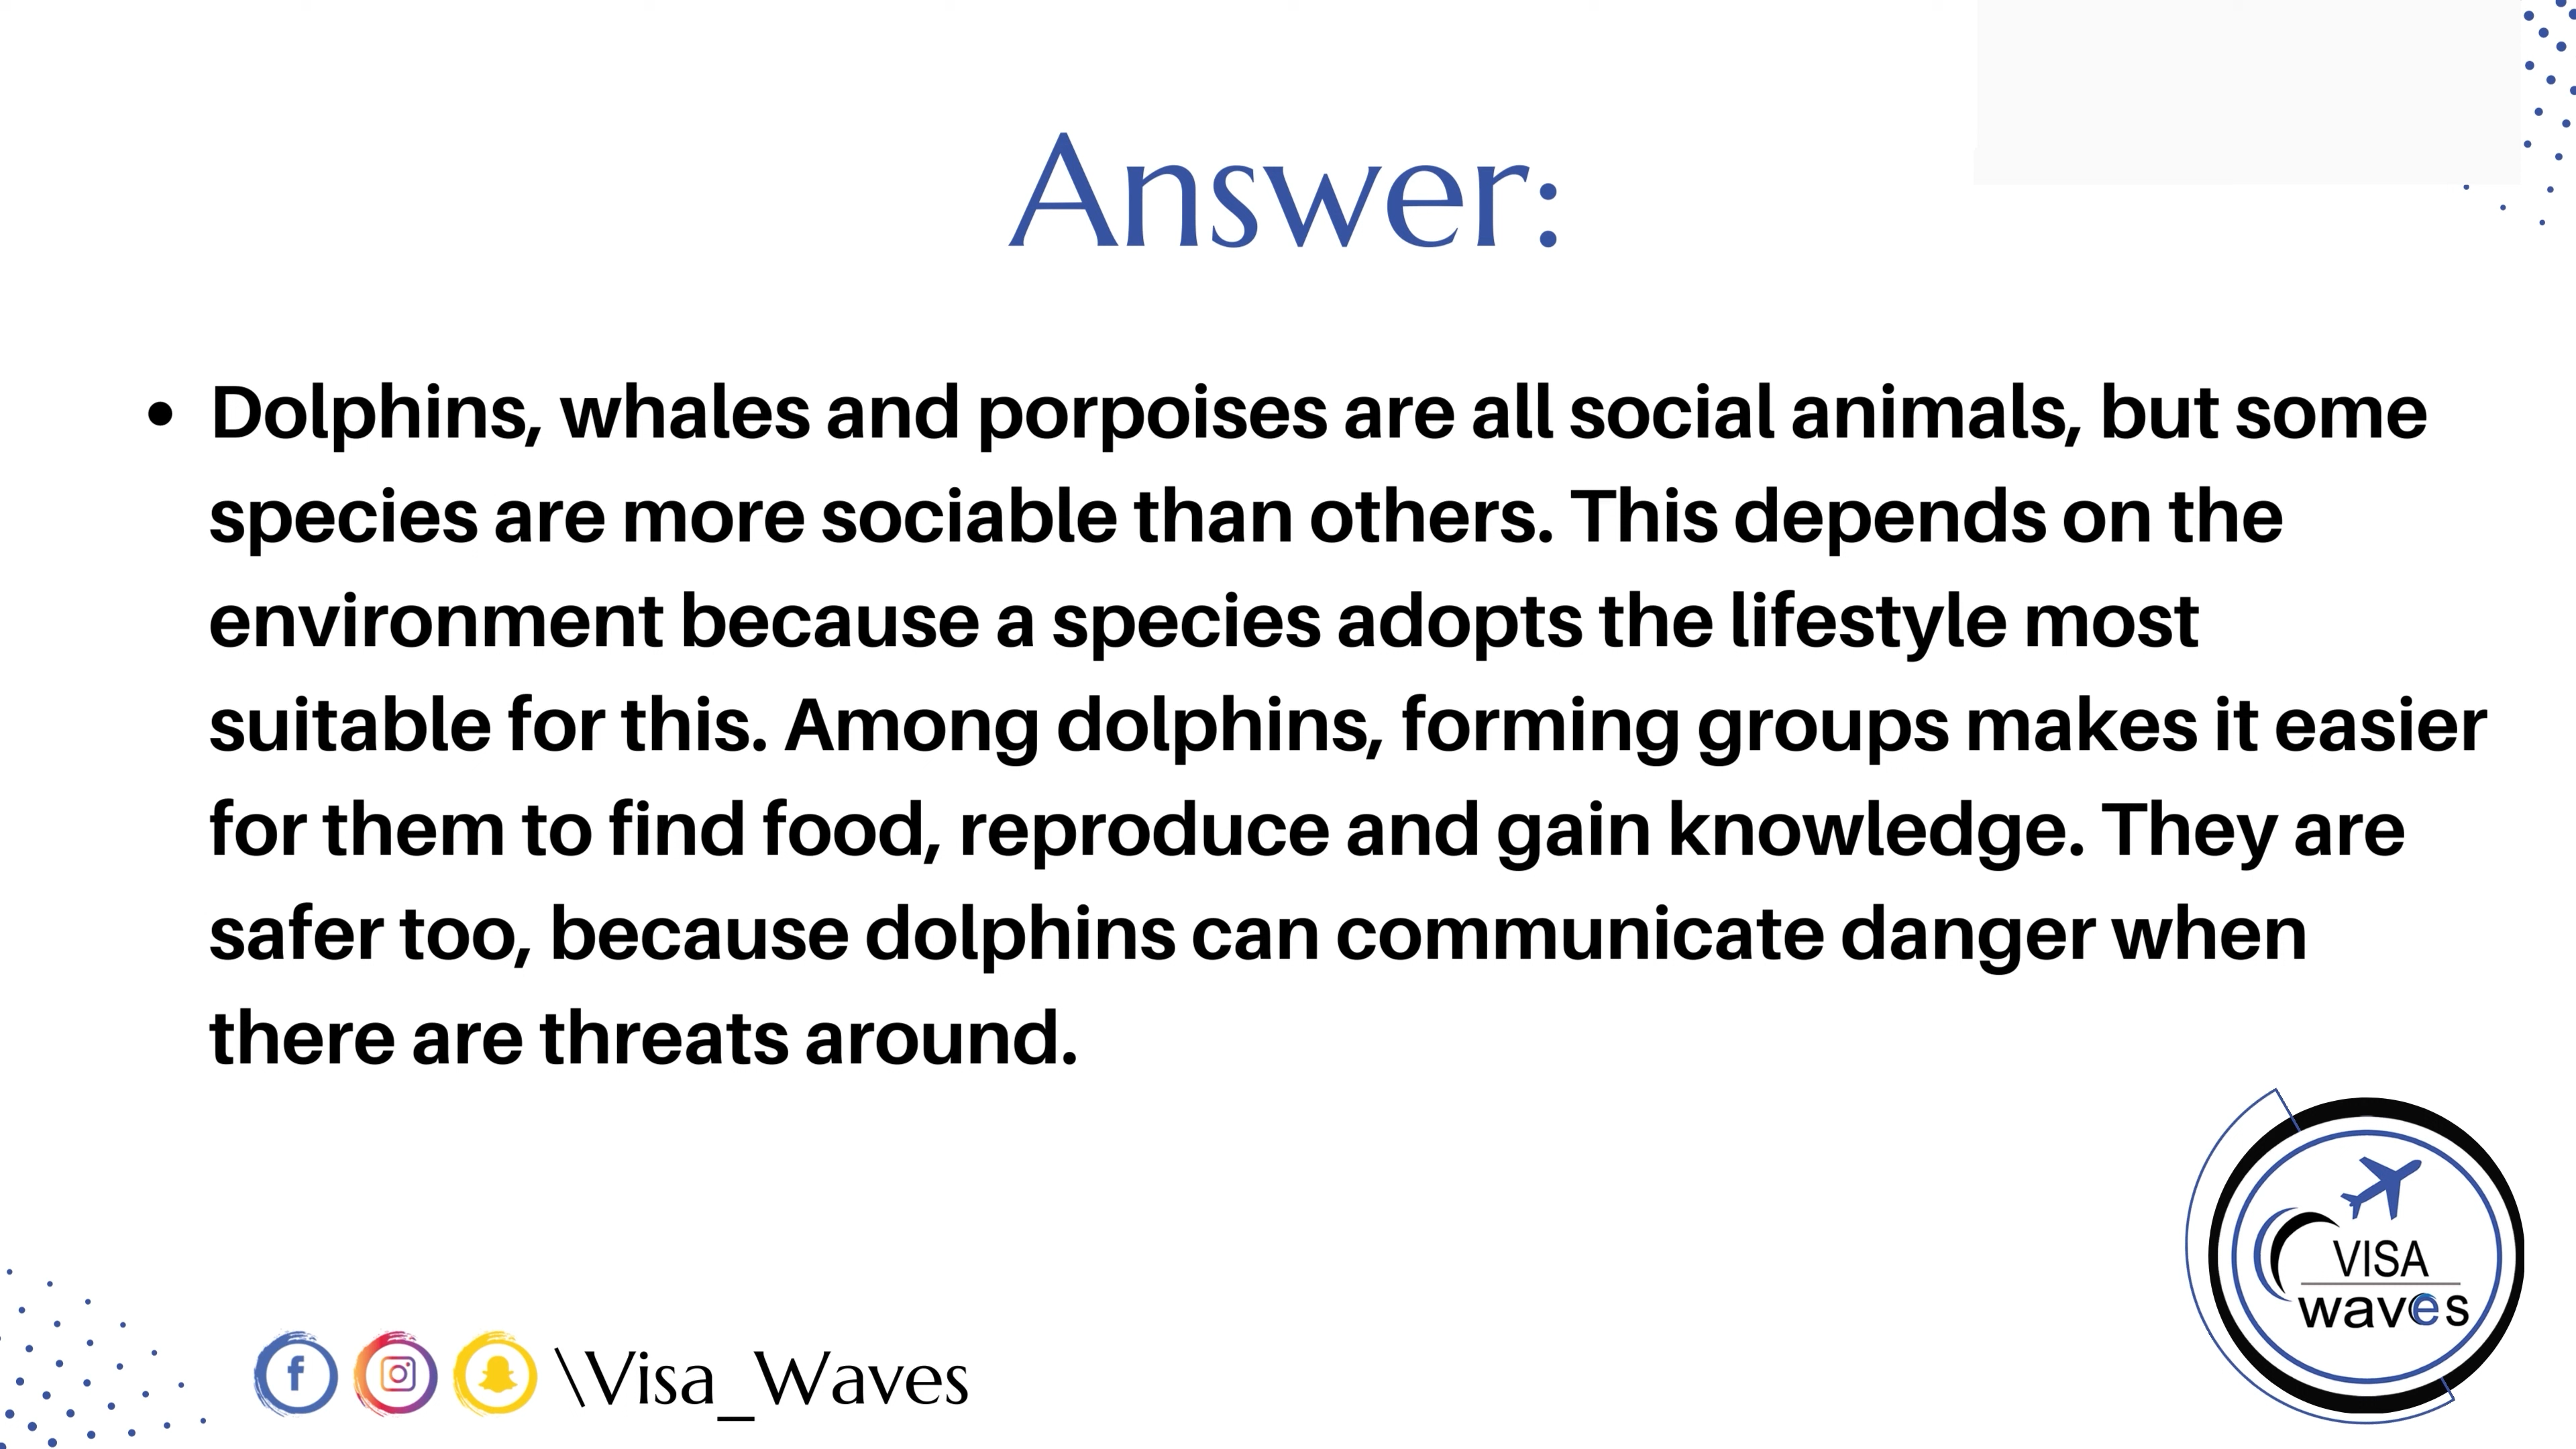 Answer:
• Dolphins, whales and porpoises are all social animals, but some
species are more sociable than others. This depends on the
environment because a species adopts the lifestyle most
suitable for this. Among dolphins, forming groups makes it easier
for them to find food, reproduce and gain knowledge. They are
safer too, because dolphins can communicate danger when
there are threats around.
VISA
waves
\Visa_Waves